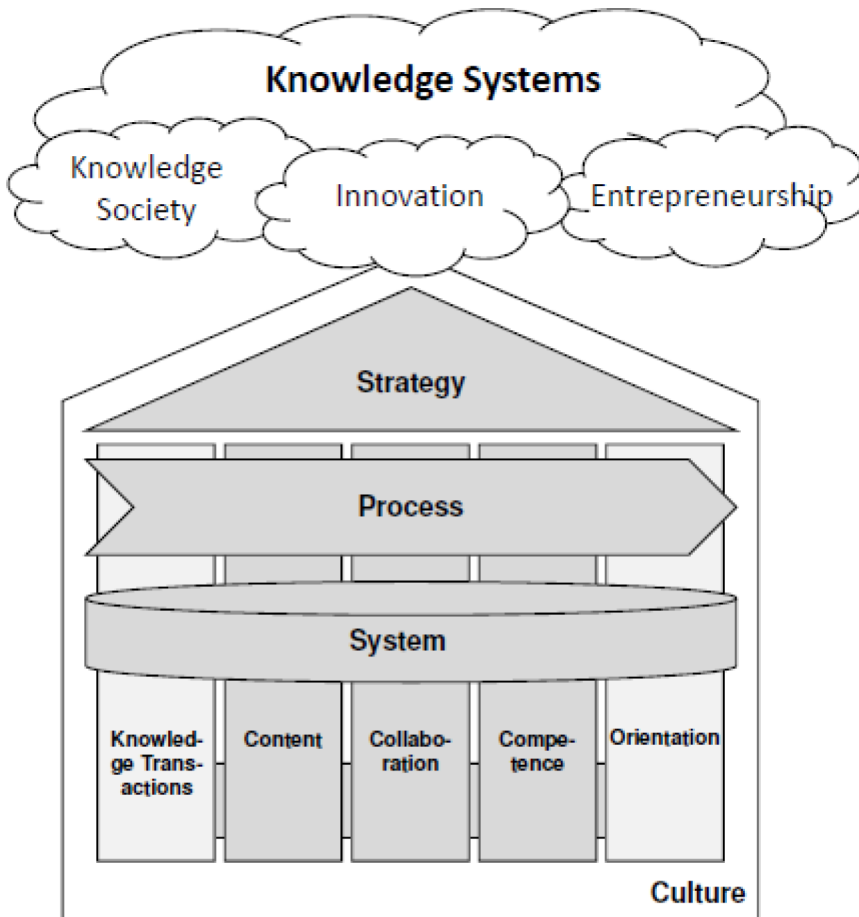 Knowledge Systems
Knowledge
Society
Innovation
Entrepreneurship
Strategy
Process
System
Knowled-
ge Trans-
actions
Content
Collabo-
ration
Compe-
tence
Orientation
Culture